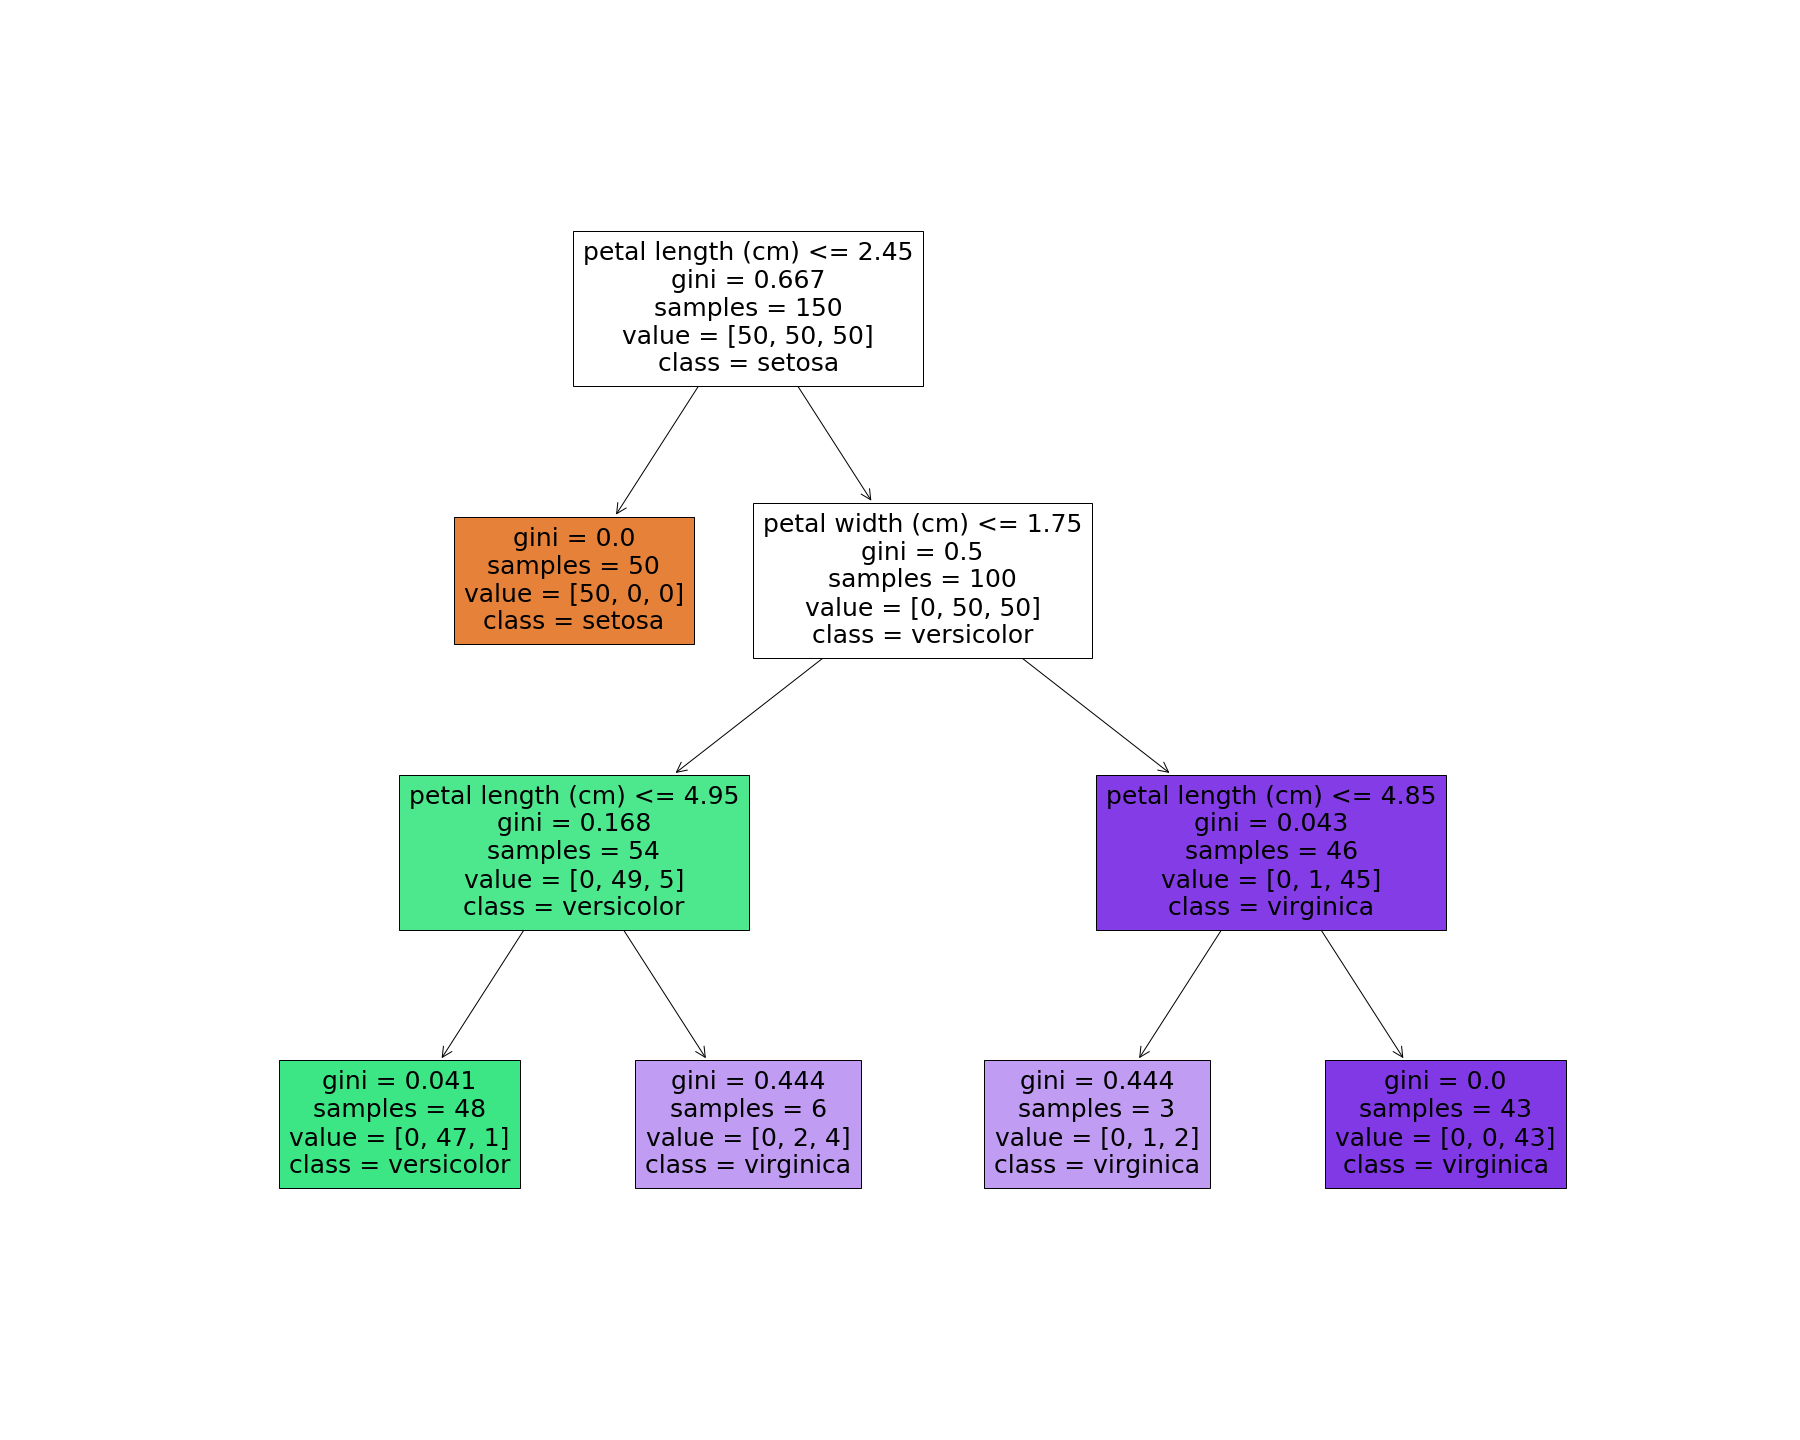 petal length (cm) <= 2.45
gini = 0.667
samples = 150
value = [50, 50, 50]
class = setosa
gini = 0.0
samples = 50
value = [50, 0, 0]
class = setosa
petal width (cm) <= 1.75
gini = 0.5
samples = 100
value = [0, 50, 50]
class = versicolor
petal length (cm) <= 4.95
gini = 0.168
samples = 54
value = [0, 49, 5]
class = versicolor
petal length (cm) <= 4.85
gini = 0.043
samples = 46
value = [0, 1, 45]
class = virginica
gini = 0.041
samples = 48
value = [0, 47, 1]
class = versicolor
gini = 0.444
samples = 6
value = [0, 2, 4]
class = virginica
gini = 0.444
samples = 3
value = [0, 1, 2]
class = virginica
gini = 0.0
samples = 43
value = [0, 0, 43]
class = virginica